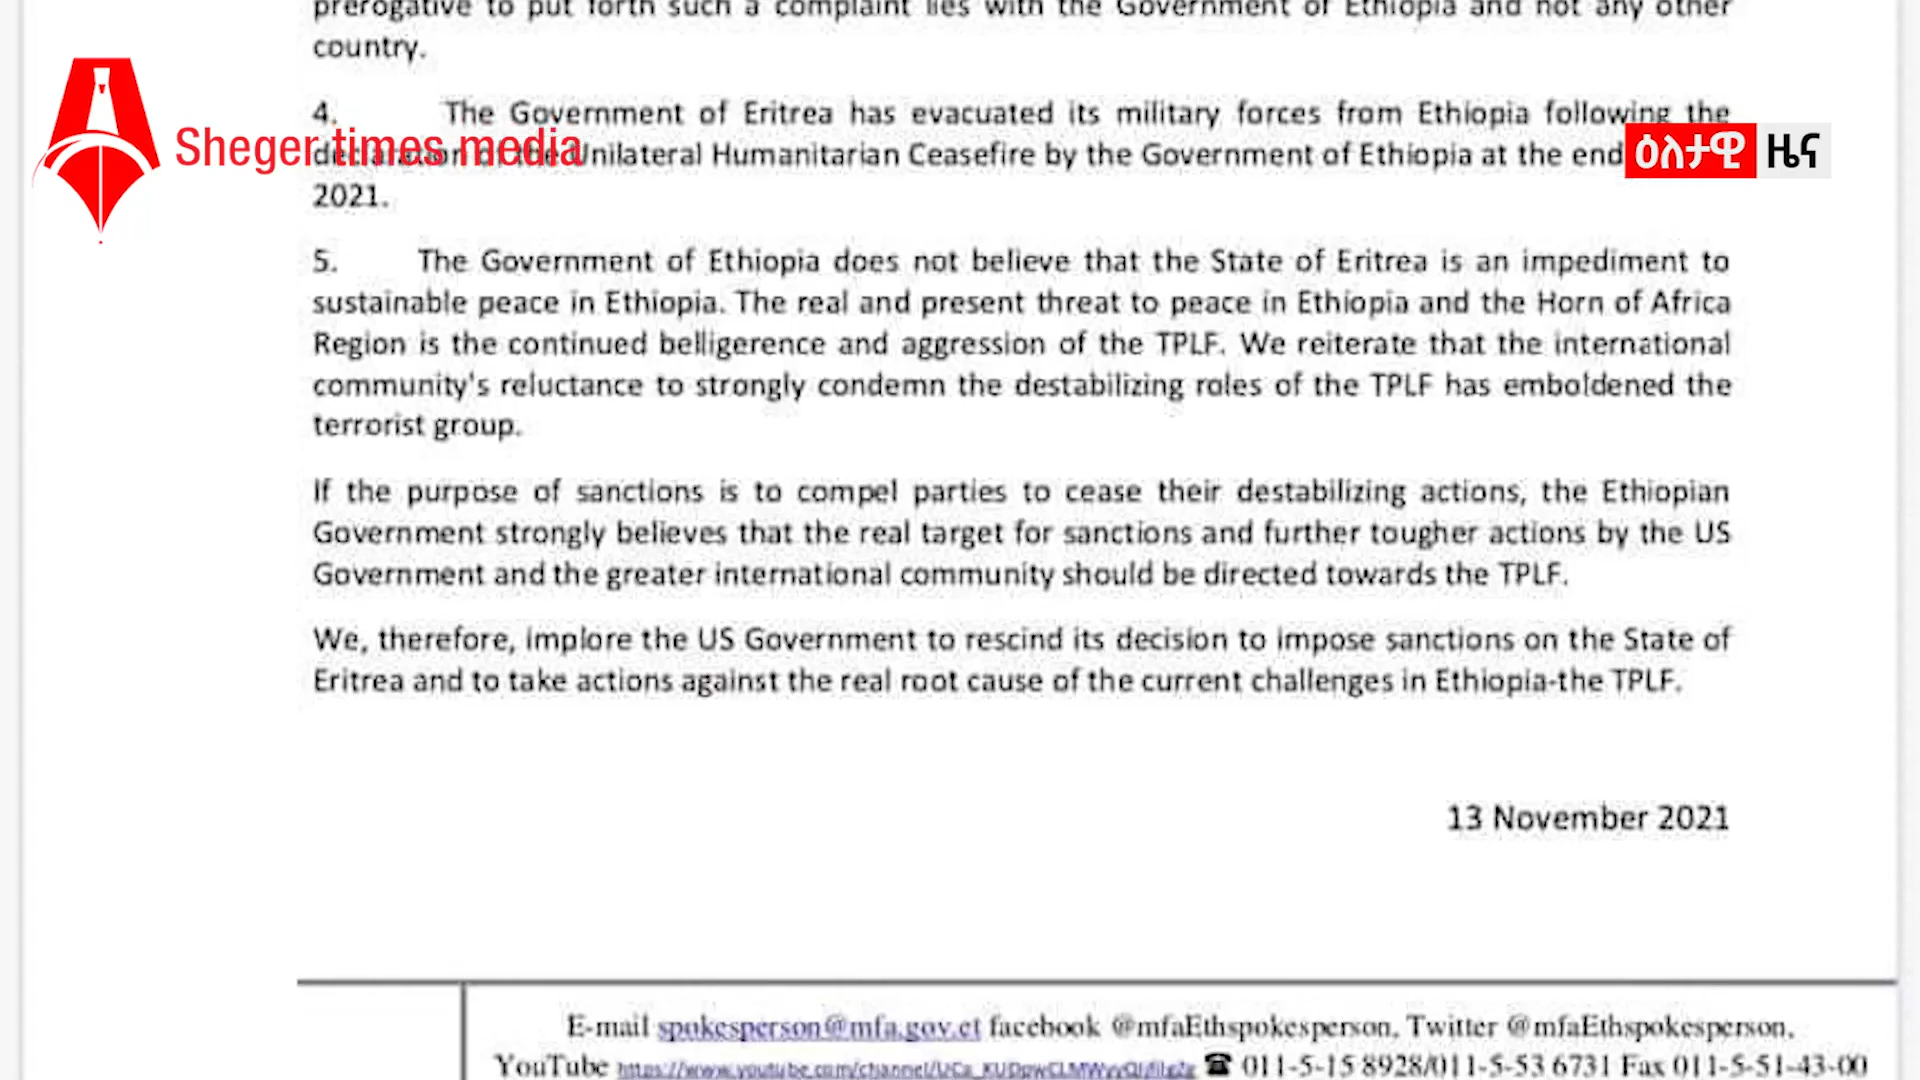 prerogative to put forth such a complaint lies with the Government of Ethiopia and not any other
country.
4. The Government of Eritrea has evacuated its military forces from Ethiopia following the
Sheger times media
Unilateral Humanitarian Ceasefire by the Government of Ethiopia at the end
ዕለታዊ ዜና
2021.
5. The Government of Ethiopia does not believe that the State of Eritrea is an impediment to
sustainable peace in Ethiopia. The real and present threat to peace in Ethiopia and the Horn of Africa
Region is the continued belligerence and aggression of the TPLF. We reiterate that the international
community's reluctance to strongly condemn the destabilizing roles of the TPLF has emboldened the
terrorist group.
If the purpose of sanctions is to compel parties to cease their destabilizing actions, the Ethiopian
Government strongly believes that the real target for sanctions and further tougher actions by the US
Government and the greater international community should be directed towards the TPLF.
We, therefore, implore the US Government to rescind its decision to impose sanctions on the State of
Eritrea and to take actions against the real root cause of the current challenges in Ethiopia-the TPLF.
13 November 2021
E-mail spokesperson@mfa.gov.et facebook @mfaEthspokesperson, Twitter @mfaEthspokesperson,
YouTube ☎ 011-5-15 8928/011-5-53 6731 Fax 011-5-51-43-00